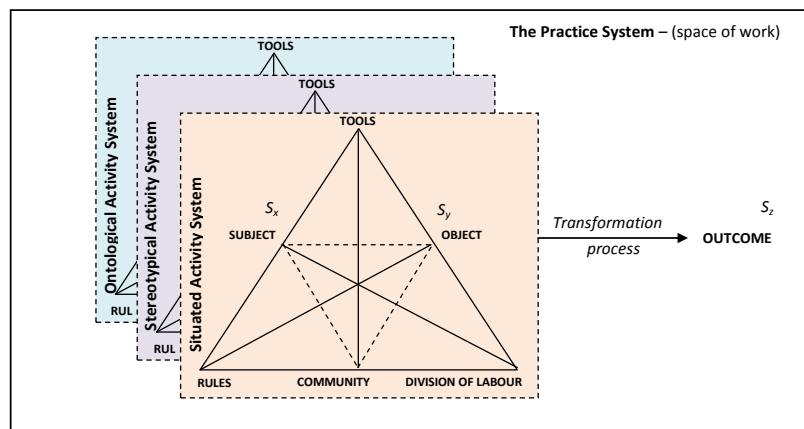 The Practice System – (space of work)
TOOLS
TOOLS
TOOLS
Ontological Activity System
Stereotypical Activity System
Situated Activity System
Sx
Sy
Sz
SUBJECT
OBJECT
Transformation
process
OUTCOME
RUL
RUL
RULES
COMMUNITY
DIVISION OF LABOUR